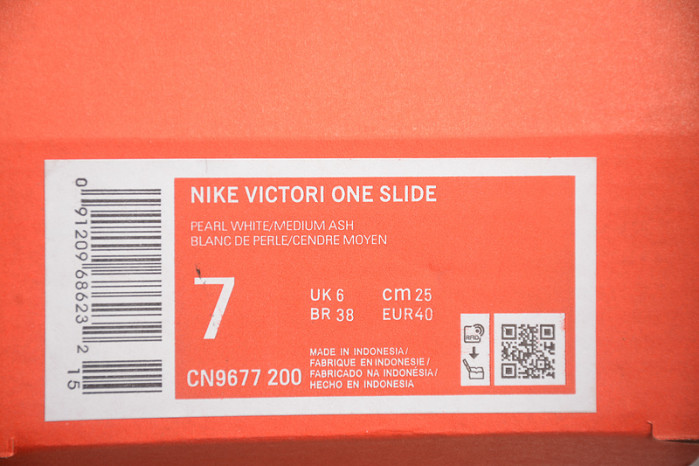 NIKE VICTORI ONE SLIDE
PEARL WHITE/MEDIUM ASH
BLANC DE PERLE/CENDRE MOYEN
7
UK 6 cm 25
BR 38 EUR 40
CN9677 200
MADE IN INDONESIA/
FABRIQUE EN INDONESIE/
FABRICADO NA INDONÉSIA/
HECHO EN INDONESIA
RFID
0 91209 68623 2 15